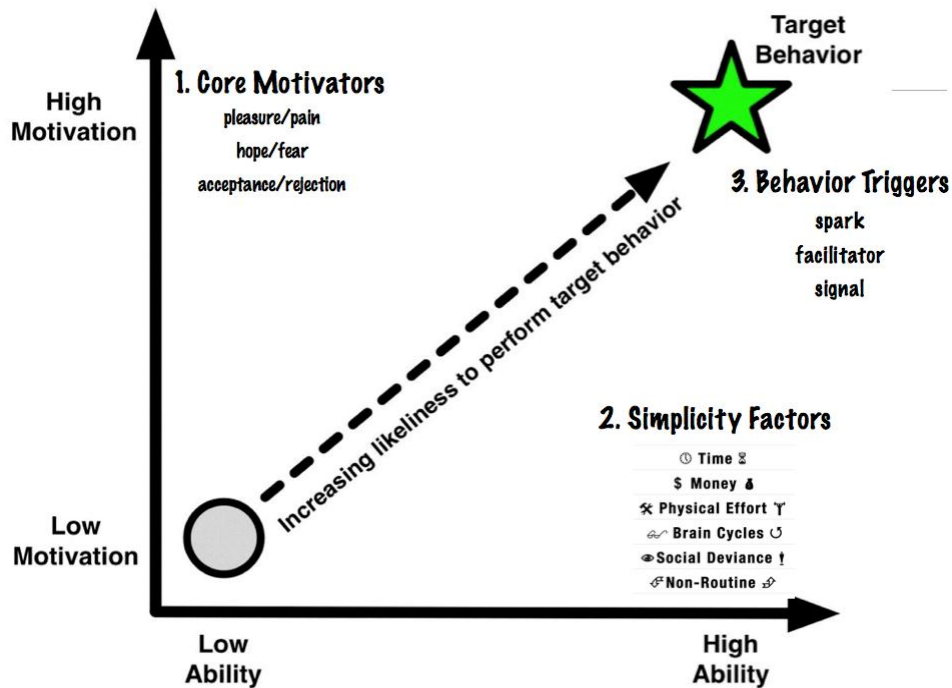 Target
Behavior
1. Core Motivators
pleasure/pain
hope/fear
acceptance/rejection
High
Motivation
3. Behavior Triggers
spark
facilitator
signal
Increasing likeliness to perform target behavior
2. Simplicity Factors
Time
$ Money
Physical Effort
Brain Cycles
Social Deviance
Non-Routine
Low
Motivation
Low
Ability
High
Ability